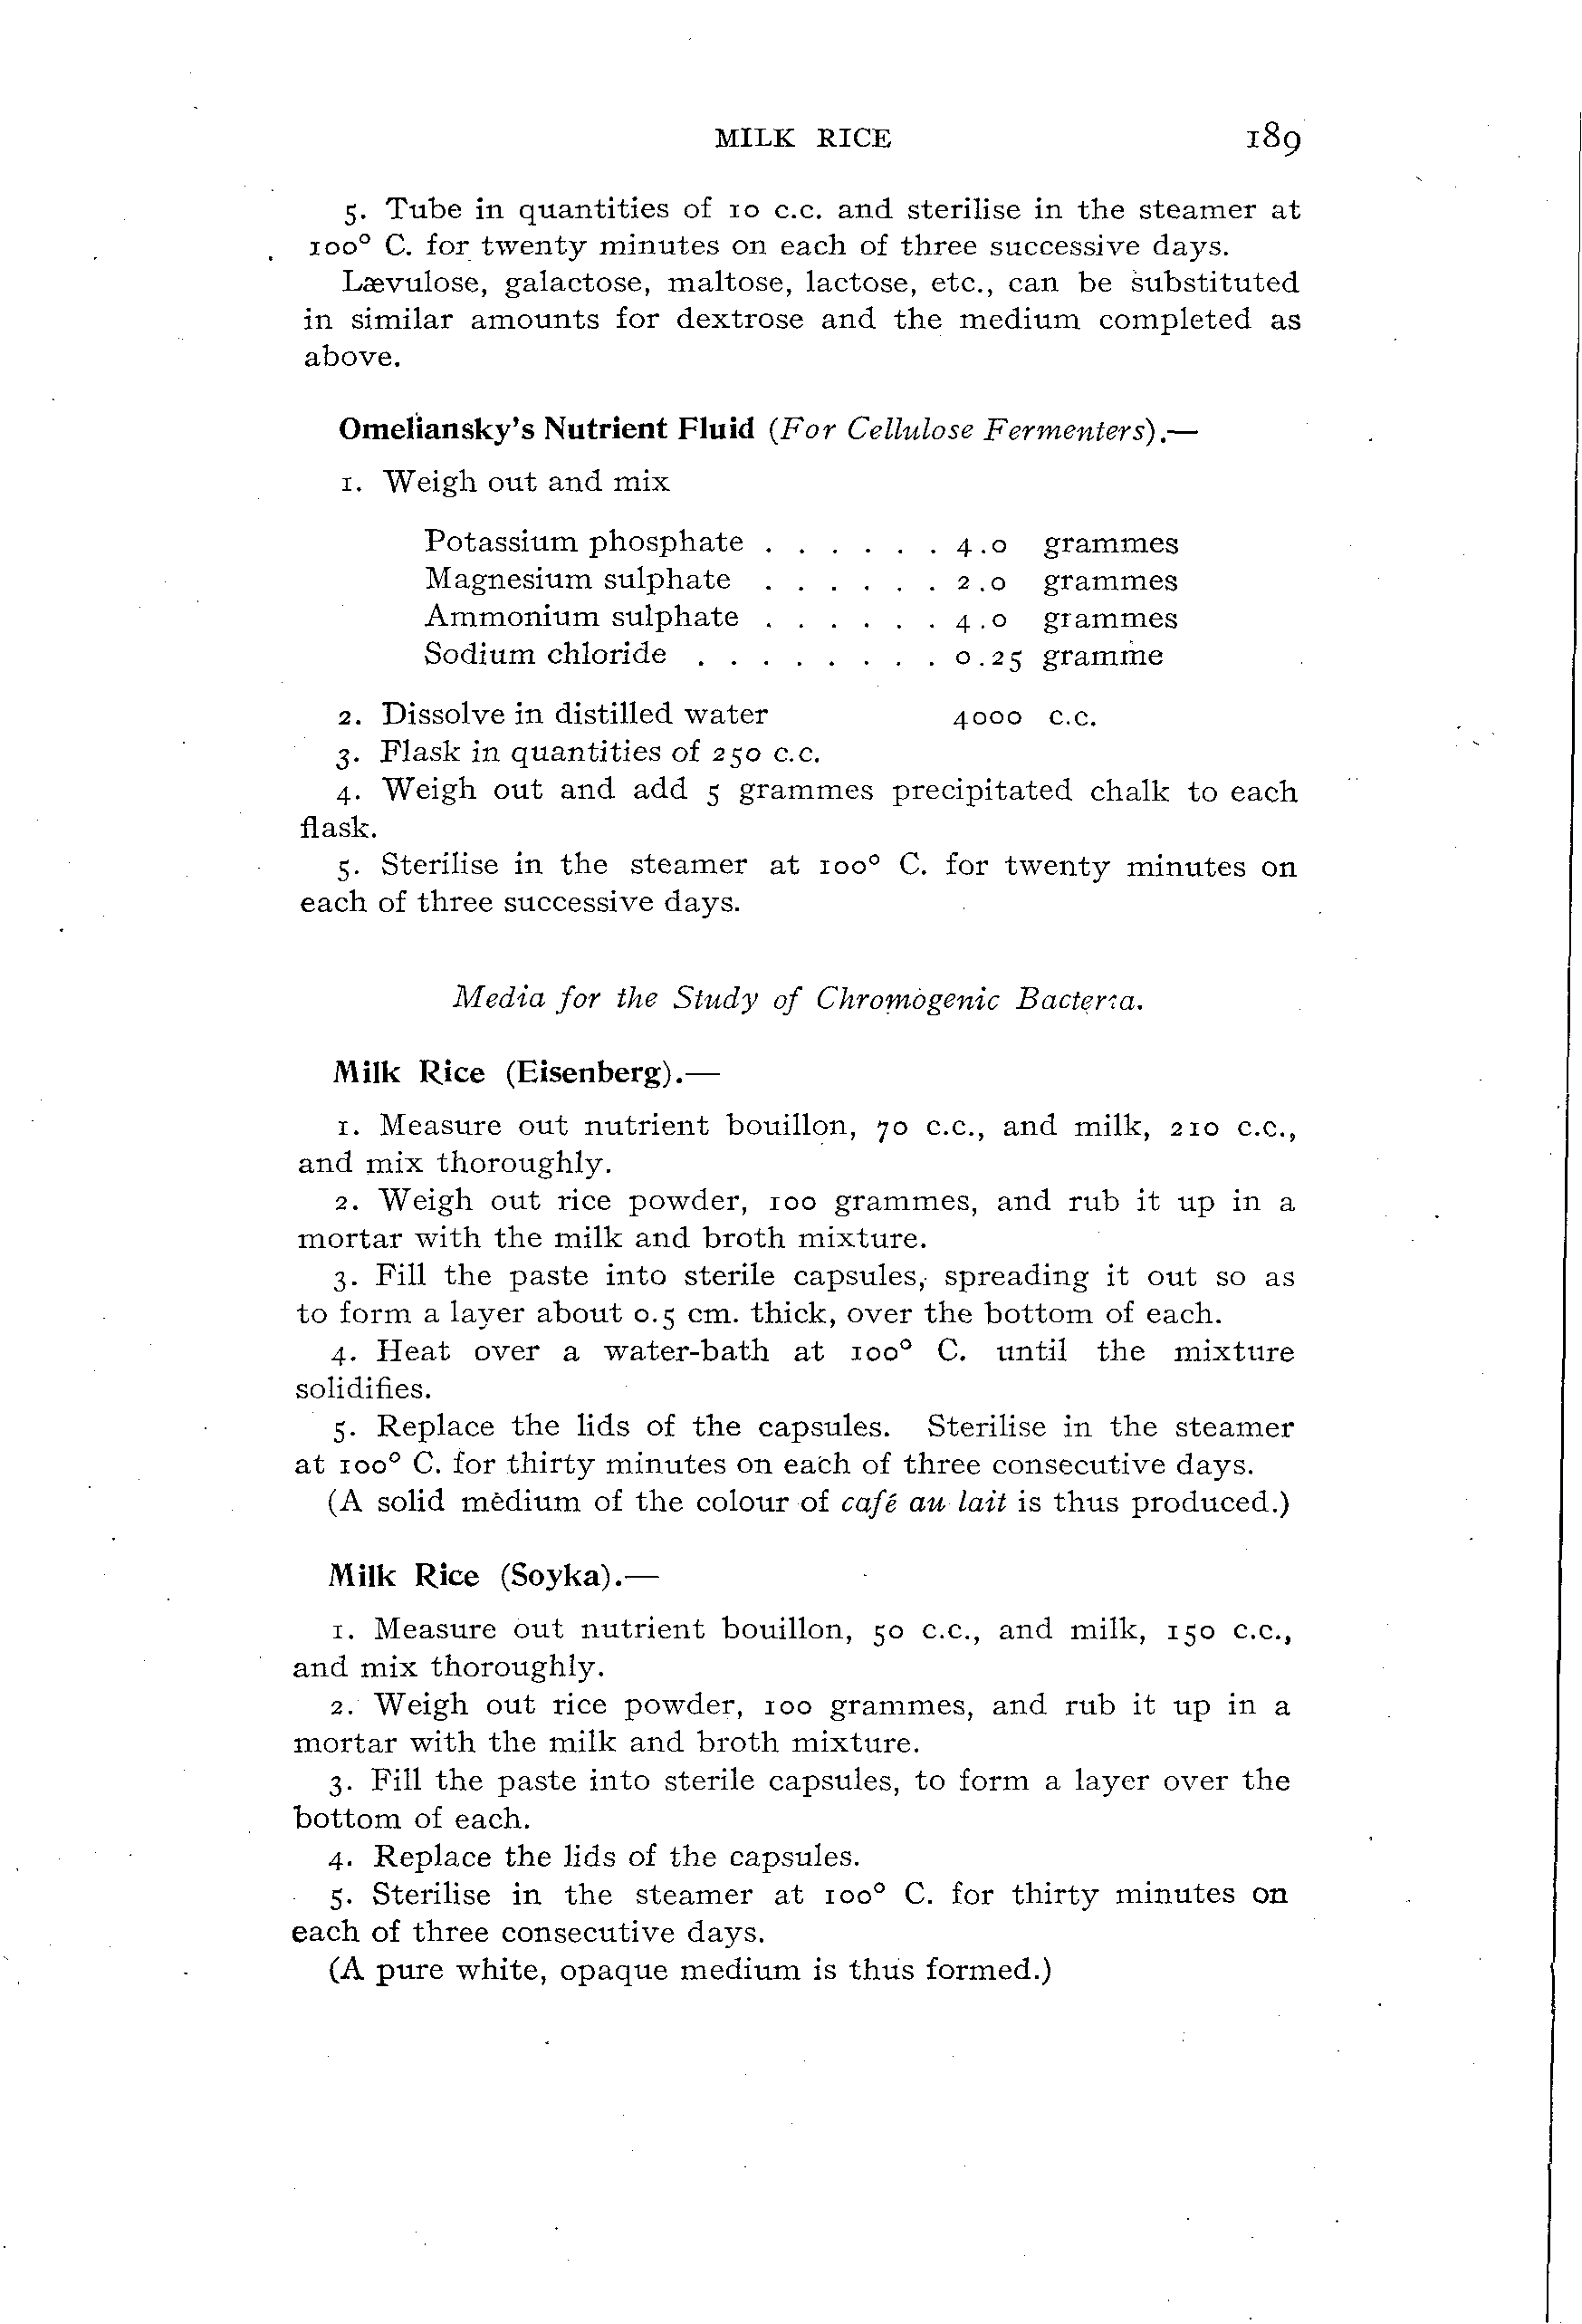 MILK RICE 189
5. Tube in quantities of 10 c.c. and sterilise in the steamer at
100° C. for twenty minutes on each of three successive days.
Lævulose, galactose, maltose, lactose, etc., can be substituted
in similar amounts for dextrose and the medium completed as
above.
Omeliansky's Nutrient Fluid (For Cellulose Fermenters).—
1. Weigh out and mix
Potassium phosphate . . . . . . 4.0 grammes
Magnesium sulphate . . . . . . 2.0 grammes
Ammonium sulphate . . . . . . 4.0 grammes
Sodium chloride . . . . . . . . 0.25 gramme
2. Dissolve in distilled water 4000 c.c.
3. Flask in quantities of 250 c.c.
4. Weigh out and add 5 grammes precipitated chalk to each
flask.
5. Sterilise in the steamer at 100° C. for twenty minutes on
each of three successive days.
Media for the Study of Chromogenic Bacteria.
Milk Rice (Eisenberg).—
1. Measure out nutrient bouillon, 70 c.c., and milk, 210 c.c.,
and mix thoroughly.
2. Weigh out rice powder, 100 grammes, and rub it up in a
mortar with the milk and broth mixture.
3. Fill the paste into sterile capsules, spreading it out so as
to form a layer about 0.5 cm. thick, over the bottom of each.
4. Heat over a water-bath at 100° C. until the mixture
solidifies.
5. Replace the lids of the capsules. Sterilise in the steamer
at 100° C. for thirty minutes on each of three consecutive days.
(A solid medium of the colour of café au lait is thus produced.)
Milk Rice (Soyka).—
1. Measure out nutrient bouillon, 50 c.c., and milk, 150 c.c.,
and mix thoroughly.
2. Weigh out rice powder, 100 grammes, and rub it up in a
mortar with the milk and broth mixture.
3. Fill the paste into sterile capsules, to form a layer over the
bottom of each.
4. Replace the lids of the capsules.
5. Sterilise in the steamer at 100° C. for thirty minutes on
each of three consecutive days.
(A pure white, opaque medium is thus formed.)